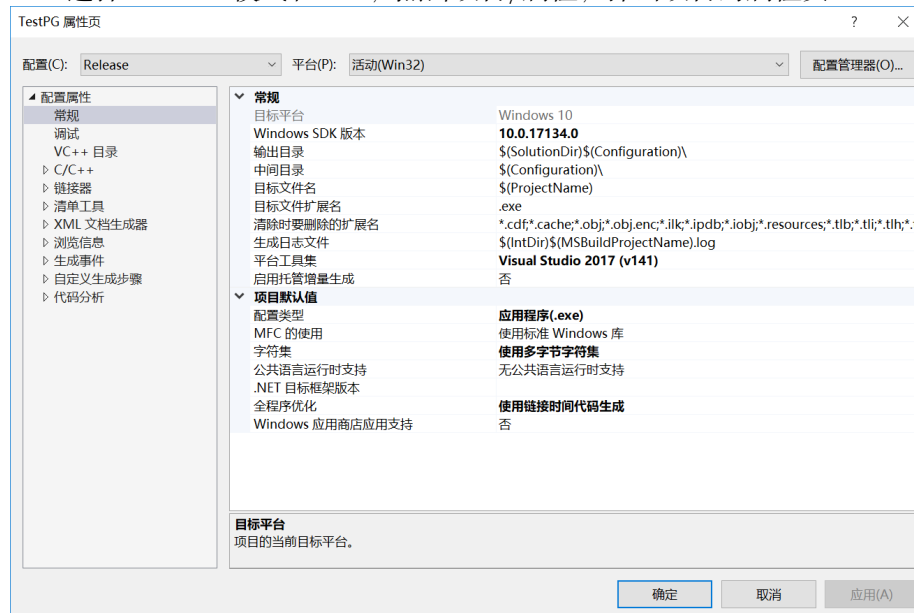 TestPG 属性页 ? ×
配置(C): Release 平台(P): 活动(Win32) 配置管理器(O)...
配置属性
常规
调试
VC++ 目录
C/C++
链接器
清单工具
XML 文档生成器
浏览信息
生成事件
自定义生成步骤
代码分析
常规
目标平台 Windows 10
Windows SDK 版本 10.0.17134.0
输出目录 $(SolutionDir)$(Configuration)\
中间目录 $(Configuration)\
目标文件名 $(ProjectName)
目标文件扩展名 .exe
清除时要删除的扩展名 *.cdf;*.cache;*.obj;*.obj.enc;*.ilk;*.ipdb;*.iobj;*.resources;*.tlb;*.tli;*.tlh;*.
生成日志文件 $(IntDir)$(MSBuildProjectName).log
平台工具集 Visual Studio 2017 (v141)
启用托管增量生成 否
项目默认值
配置类型 应用程序(.exe)
MFC 的使用 使用标准 Windows 库
字符集 使用多字节字符集
公共语言运行时支持 无公共语言运行时支持
.NET 目标框架版本
全程序优化 使用链接时间代码生成
Windows 应用商店应用支持 否
目标平台
项目的当前目标平台。
确定 取消 应用(A)